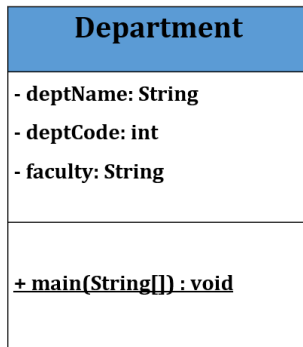 Department
- deptName: String
- deptCode: int
- faculty: String
+ main(String[]) : void